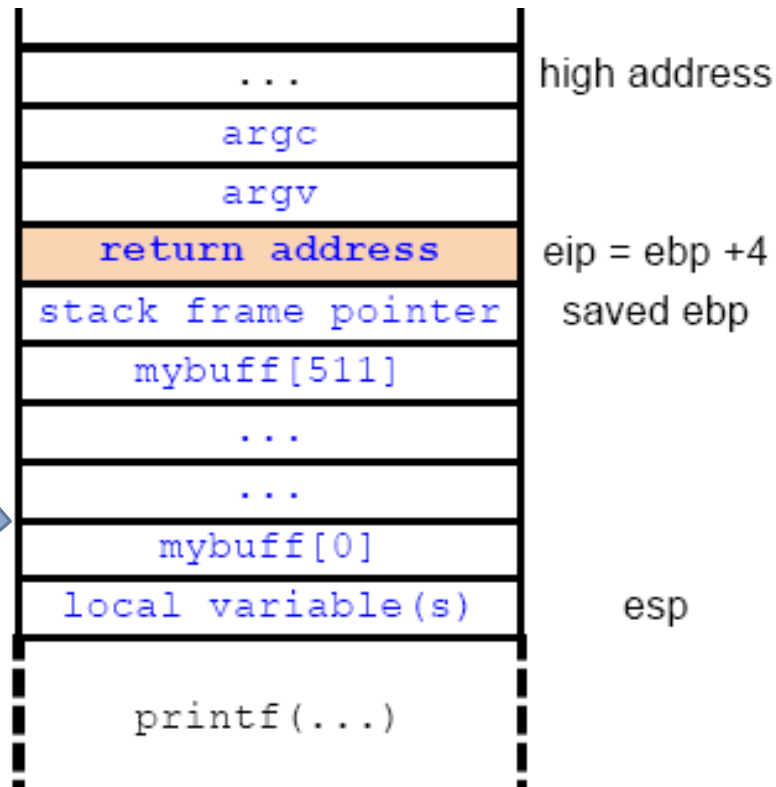 ... high address
argc
argv
return address eip = ebp +4
stack frame pointer saved ebp
mybuff[511]
...
...
mybuff[0]
local variable(s) esp
printf(...)